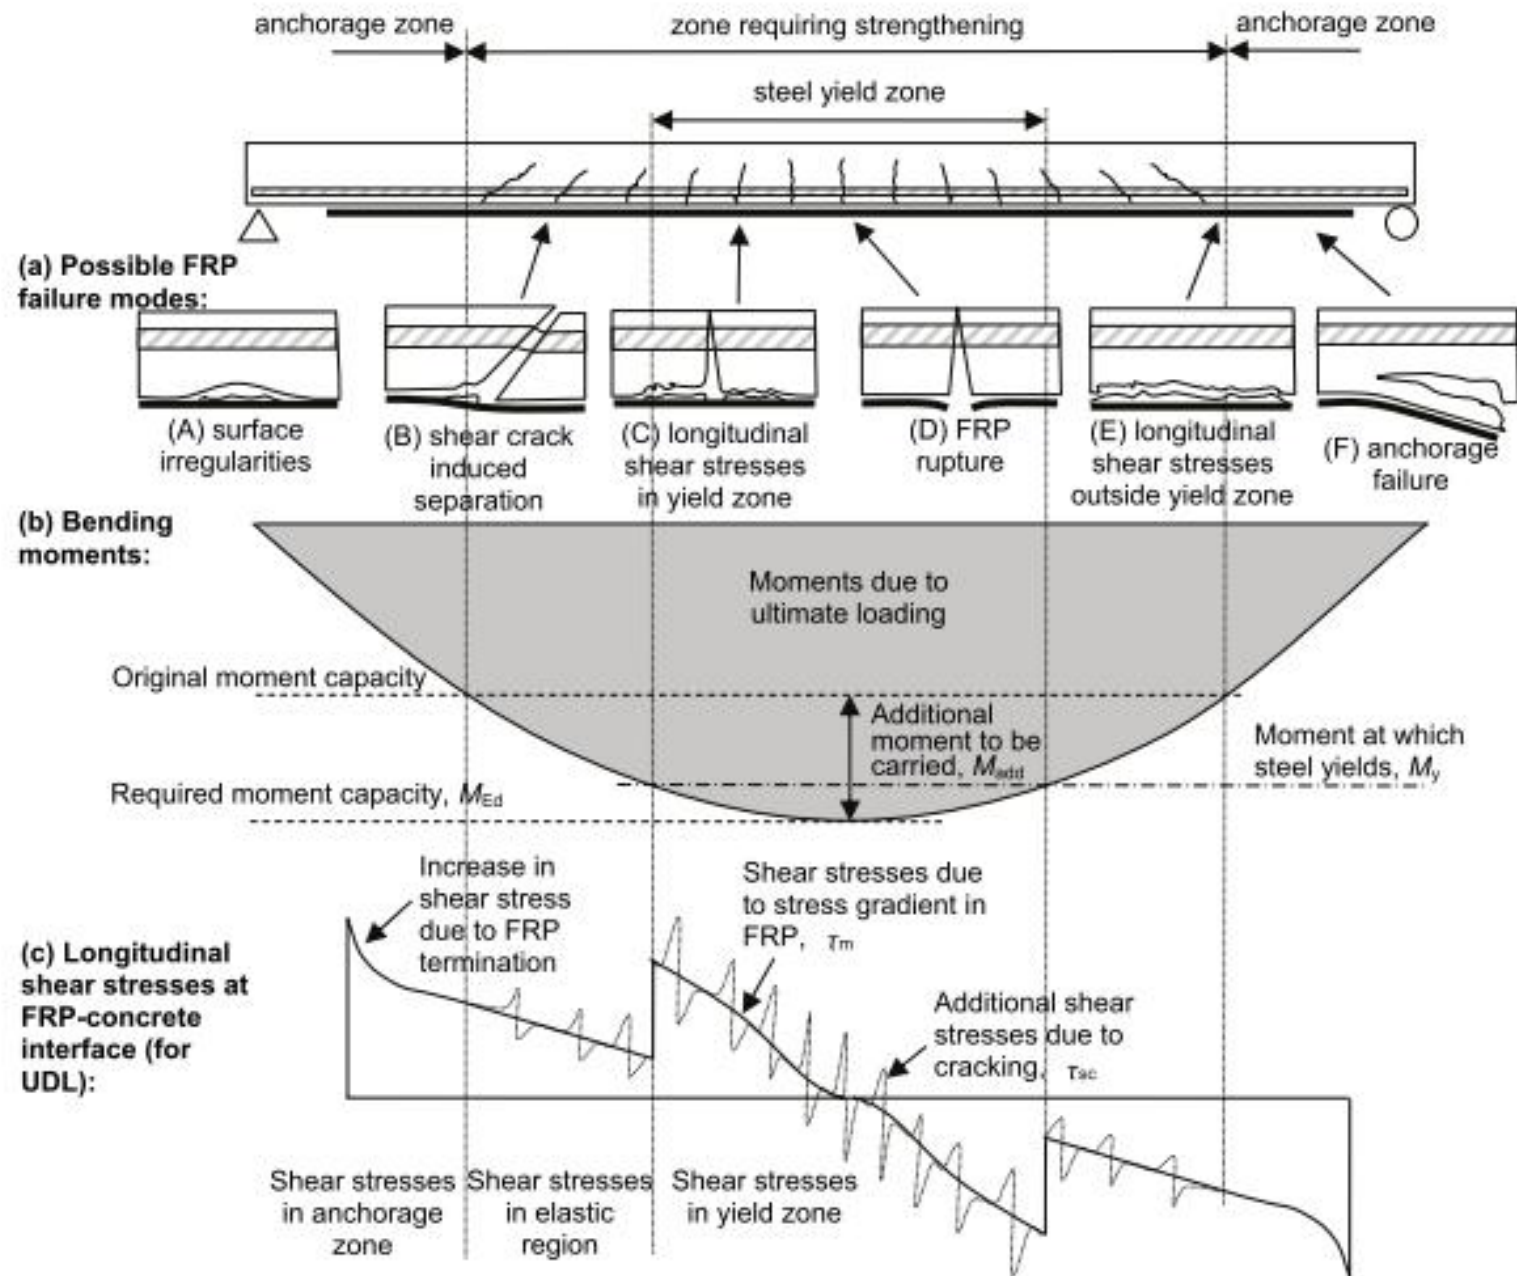 anchorage zone
zone requiring strengthening
anchorage zone
steel yield zone
(a) Possible FRP
failure modes:
(A) surface
irregularities
(B) shear crack
induced
separation
(C) longitudinal
shear stresses
in yield zone
(D) FRP
rupture
(E) longitudinal
shear stresses
outside yield zone
(F) anchorage
failure
(b) Bending
moments:
Moments due to
ultimate loading
Original moment capacity
Additional
moment to be
carried, Madd
Moment at which
steel yields, My
Required moment capacity, MEd
Increase in
shear stress
due to FRP
termination
Shear stresses due
to stress gradient in
FRP, τm
(c) Longitudinal
shear stresses at
FRP-concrete
interface (for
UDL):
Additional shear
stresses due to
cracking, τsc
Shear stresses
in anchorage
zone
Shear stresses
in elastic
region
Shear stresses
in yield zone